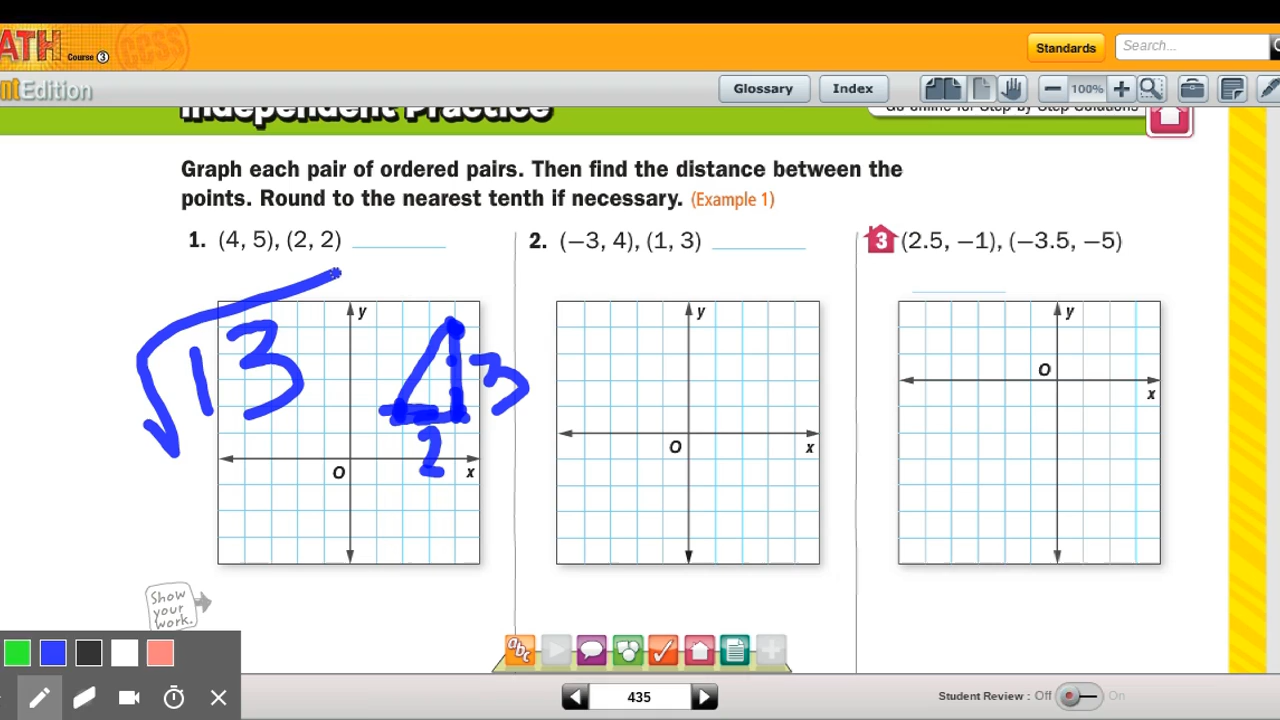 ATH Course 3 CCSS
Standards
Search...
nt Edition
Glossary
Index
100%
Independent Practice
Go online for Step-by-Step Solutions
Graph each pair of ordered pairs. Then find the distance between the
points. Round to the nearest tenth if necessary. (Example 1)
1. (4, 5), (2, 2)
2. (−3, 4), (1, 3)
3 (2.5, −1), (−3.5, −5)
√13
3
2
y
O
x
y
O
x
y
O
x
Show
your
work.
abc
435
Student Review : Off On